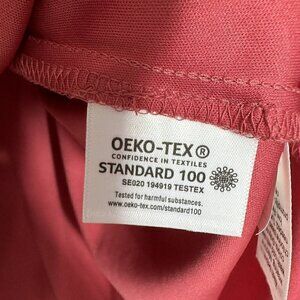 OEKO-TEX®
CONFIDENCE IN TEXTILES
STANDARD 100
SE020 194919 TESTEX
Tested for harmful substances.
www.oeko-tex.com/standard100